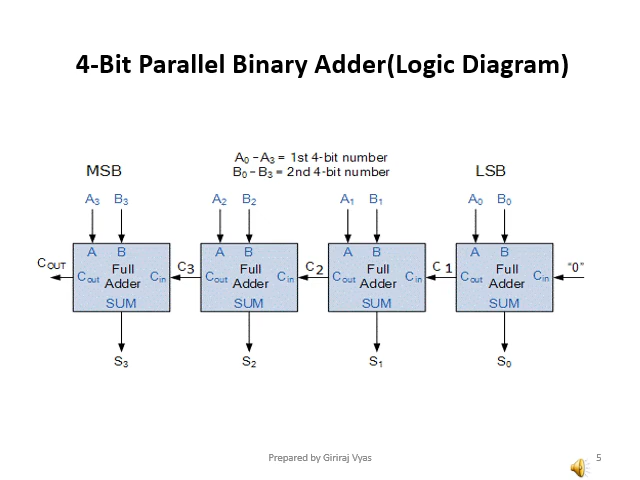 4-Bit Parallel Binary Adder(Logic Diagram)
A₀ – A₃ = 1st 4-bit number
MSB B₀ – B₃ = 2nd 4-bit number LSB
A₃ B₃ A₂ B₂ A₁ B₁ A₀ B₀
A B A B A B A B
COUT Cout Full Adder Cin C3 Cout Full Adder Cin C2 Cout Full Adder Cin C1 Cout Full Adder Cin "0"
SUM SUM SUM SUM
S₃ S₂ S₁ S₀
Prepared by Giriraj Vyas 5